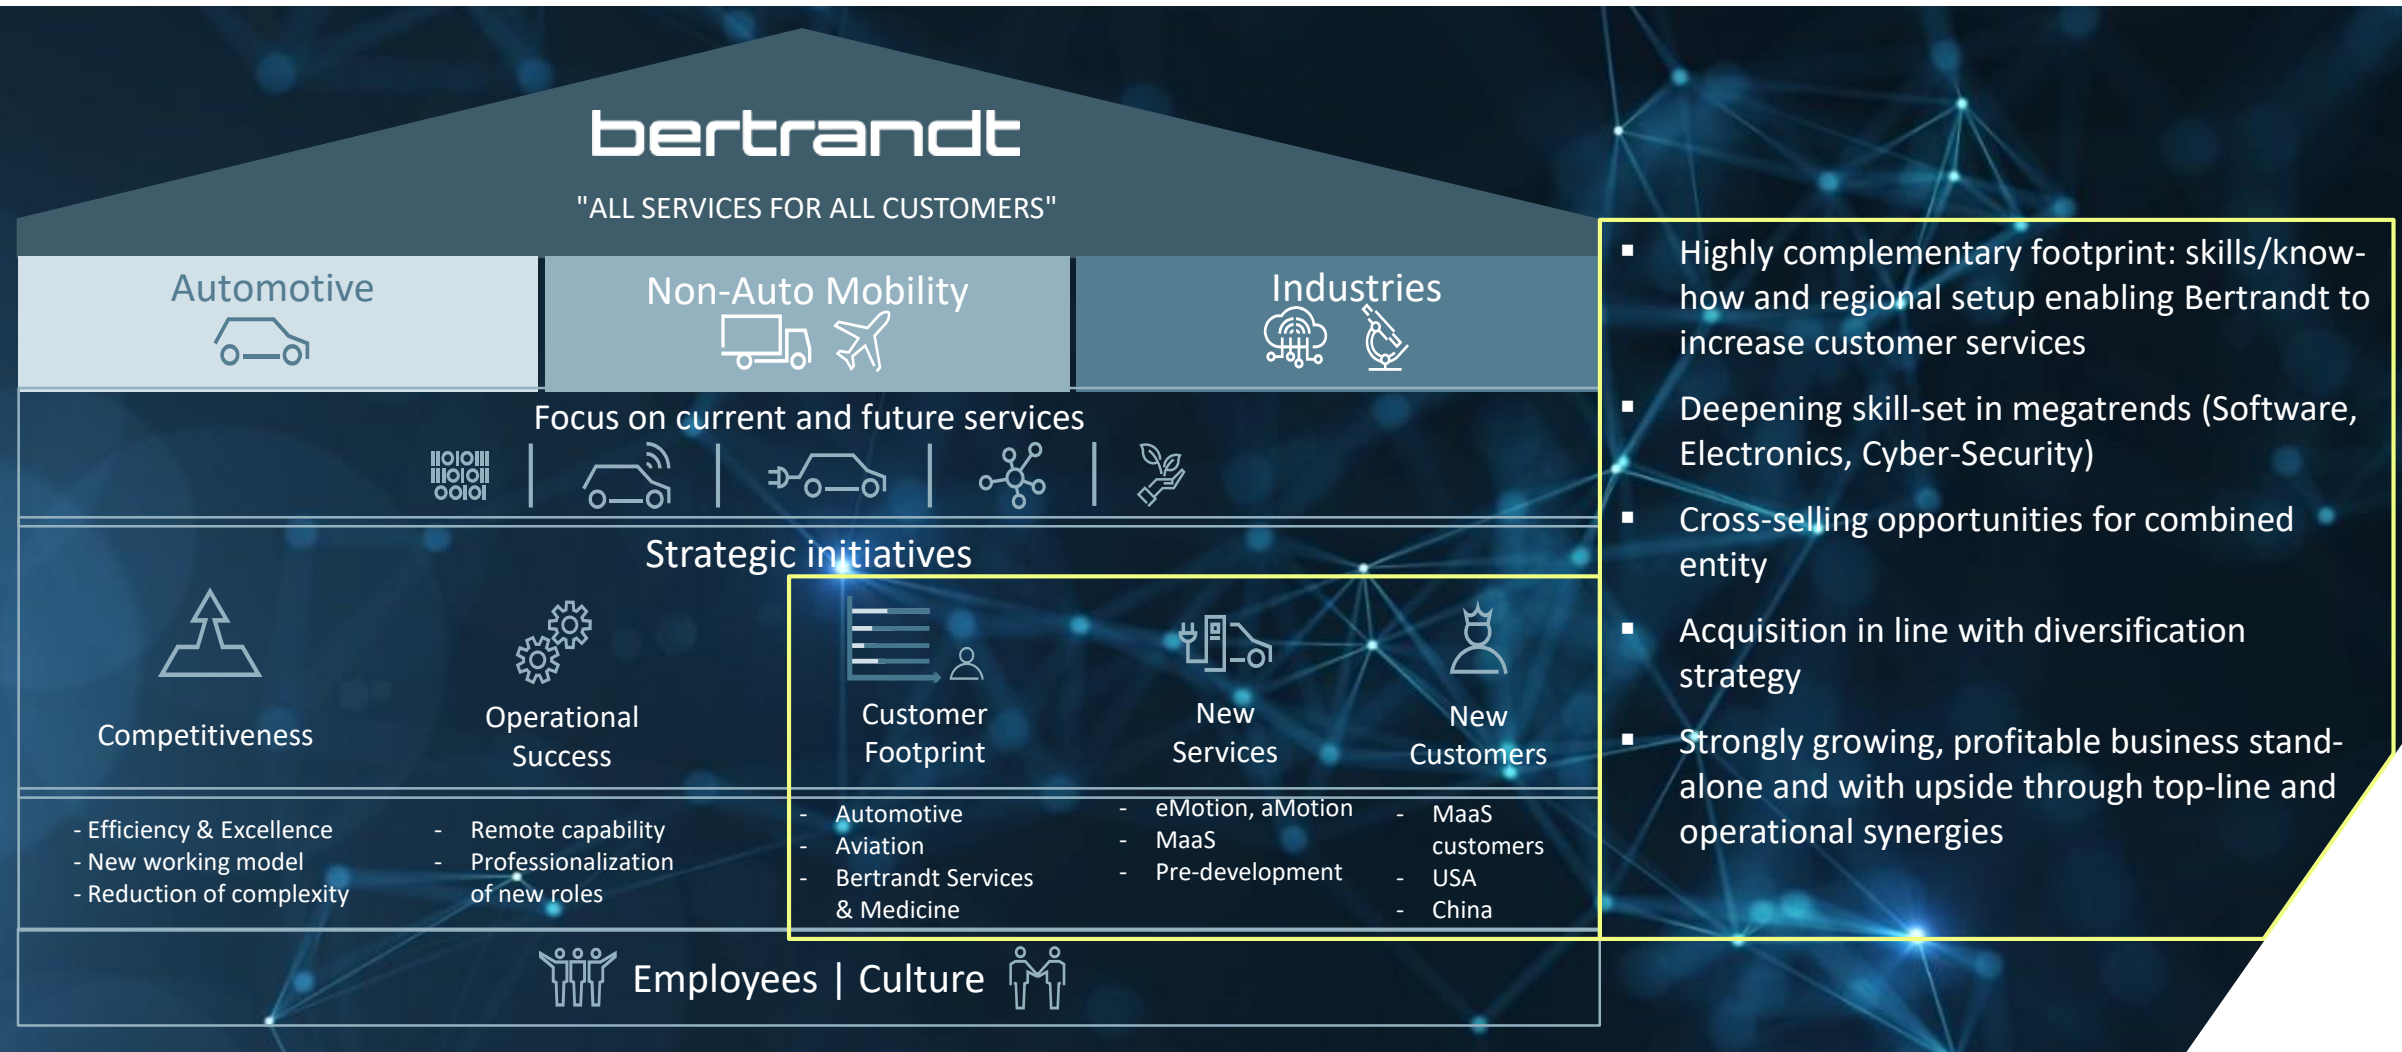 bertrandt
"ALL SERVICES FOR ALL CUSTOMERS"
Automotive
Non-Auto Mobility
Industries
Focus on current and future services
Strategic initiatives
Competitiveness
Operational
Success
Customer
Footprint
New
Services
New
Customers
- Efficiency & Excellence
- New working model
- Reduction of complexity
- Remote capability
- Professionalization
of new roles
- Automotive
- Aviation
- Bertrandt Services
& Medicine
- eMotion, aMotion
- MaaS
- Pre-development
- MaaS
customers
- USA
- China
Employees | Culture
▪ Highly complementary footprint: skills/know-
how and regional setup enabling Bertrandt to
increase customer services
▪ Deepening skill-set in megatrends (Software,
Electronics, Cyber-Security)
▪ Cross-selling opportunities for combined
entity
▪ Acquisition in line with diversification
strategy
▪ Strongly growing, profitable business stand-
alone and with upside through top-line and
operational synergies